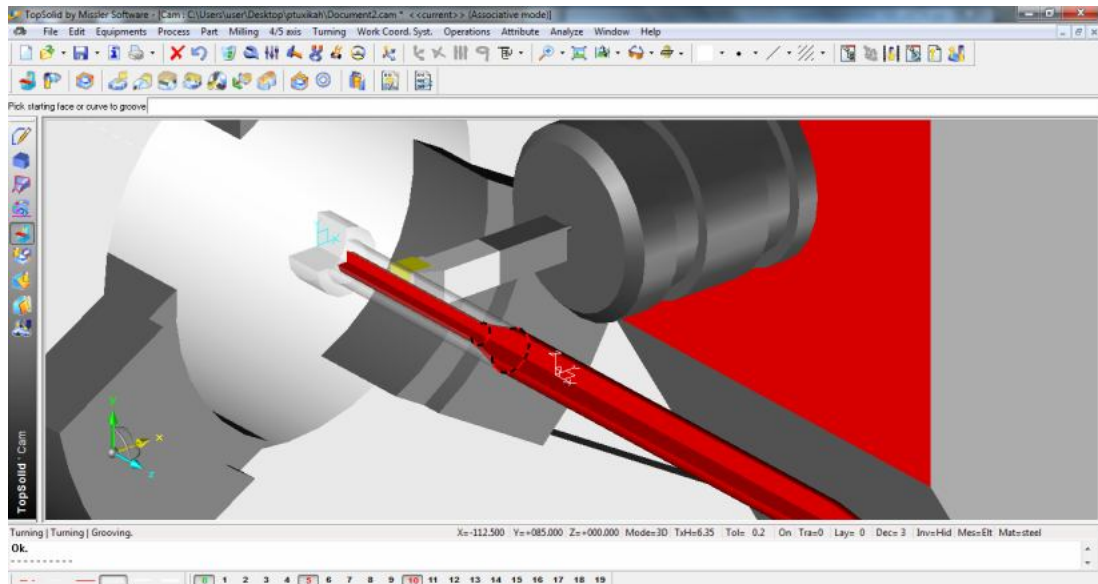 TopSolid by Missler Software - [Cam : C:\Users\user\Desktop\ptuxikah\Document2.cam * <<current>> (Associative mode)]
File Edit Equipments Process Part Milling 4/5 axis Turning Work Coord. Syst. Operations Attribute Analyze Window Help
Pick starting face or curve to groove
Y
X
Z
TopSolid'Cam
Turning | Turning | Grooving. X=-112.500 Y=+085.000 Z=+000.000 Mode=3D TxH=6.35 Tol= 0.2 On Tra=0 Lay= 0 Dec= 3 Inv=Hid Mes=Elt Mat=steel
Ok.
0 1 2 3 4 5 6 7 8 9 10 11 12 13 14 15 16 17 18 19